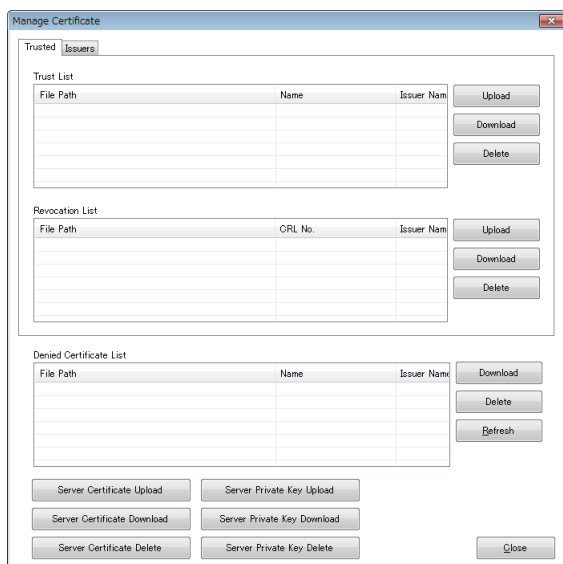 Manage Certificate
Trusted Issuers
Trust List
File Path Name Issuer Nam
Upload
Download
Delete
Revocation List
File Path CRL No. Issuer Nam
Upload
Download
Delete
Denied Certificate List
File Path Name Issuer Name
Download
Delete
Refresh
Server Certificate Upload Server Private Key Upload
Server Certificate Download Server Private Key Download
Server Certificate Delete Server Private Key Delete
Close